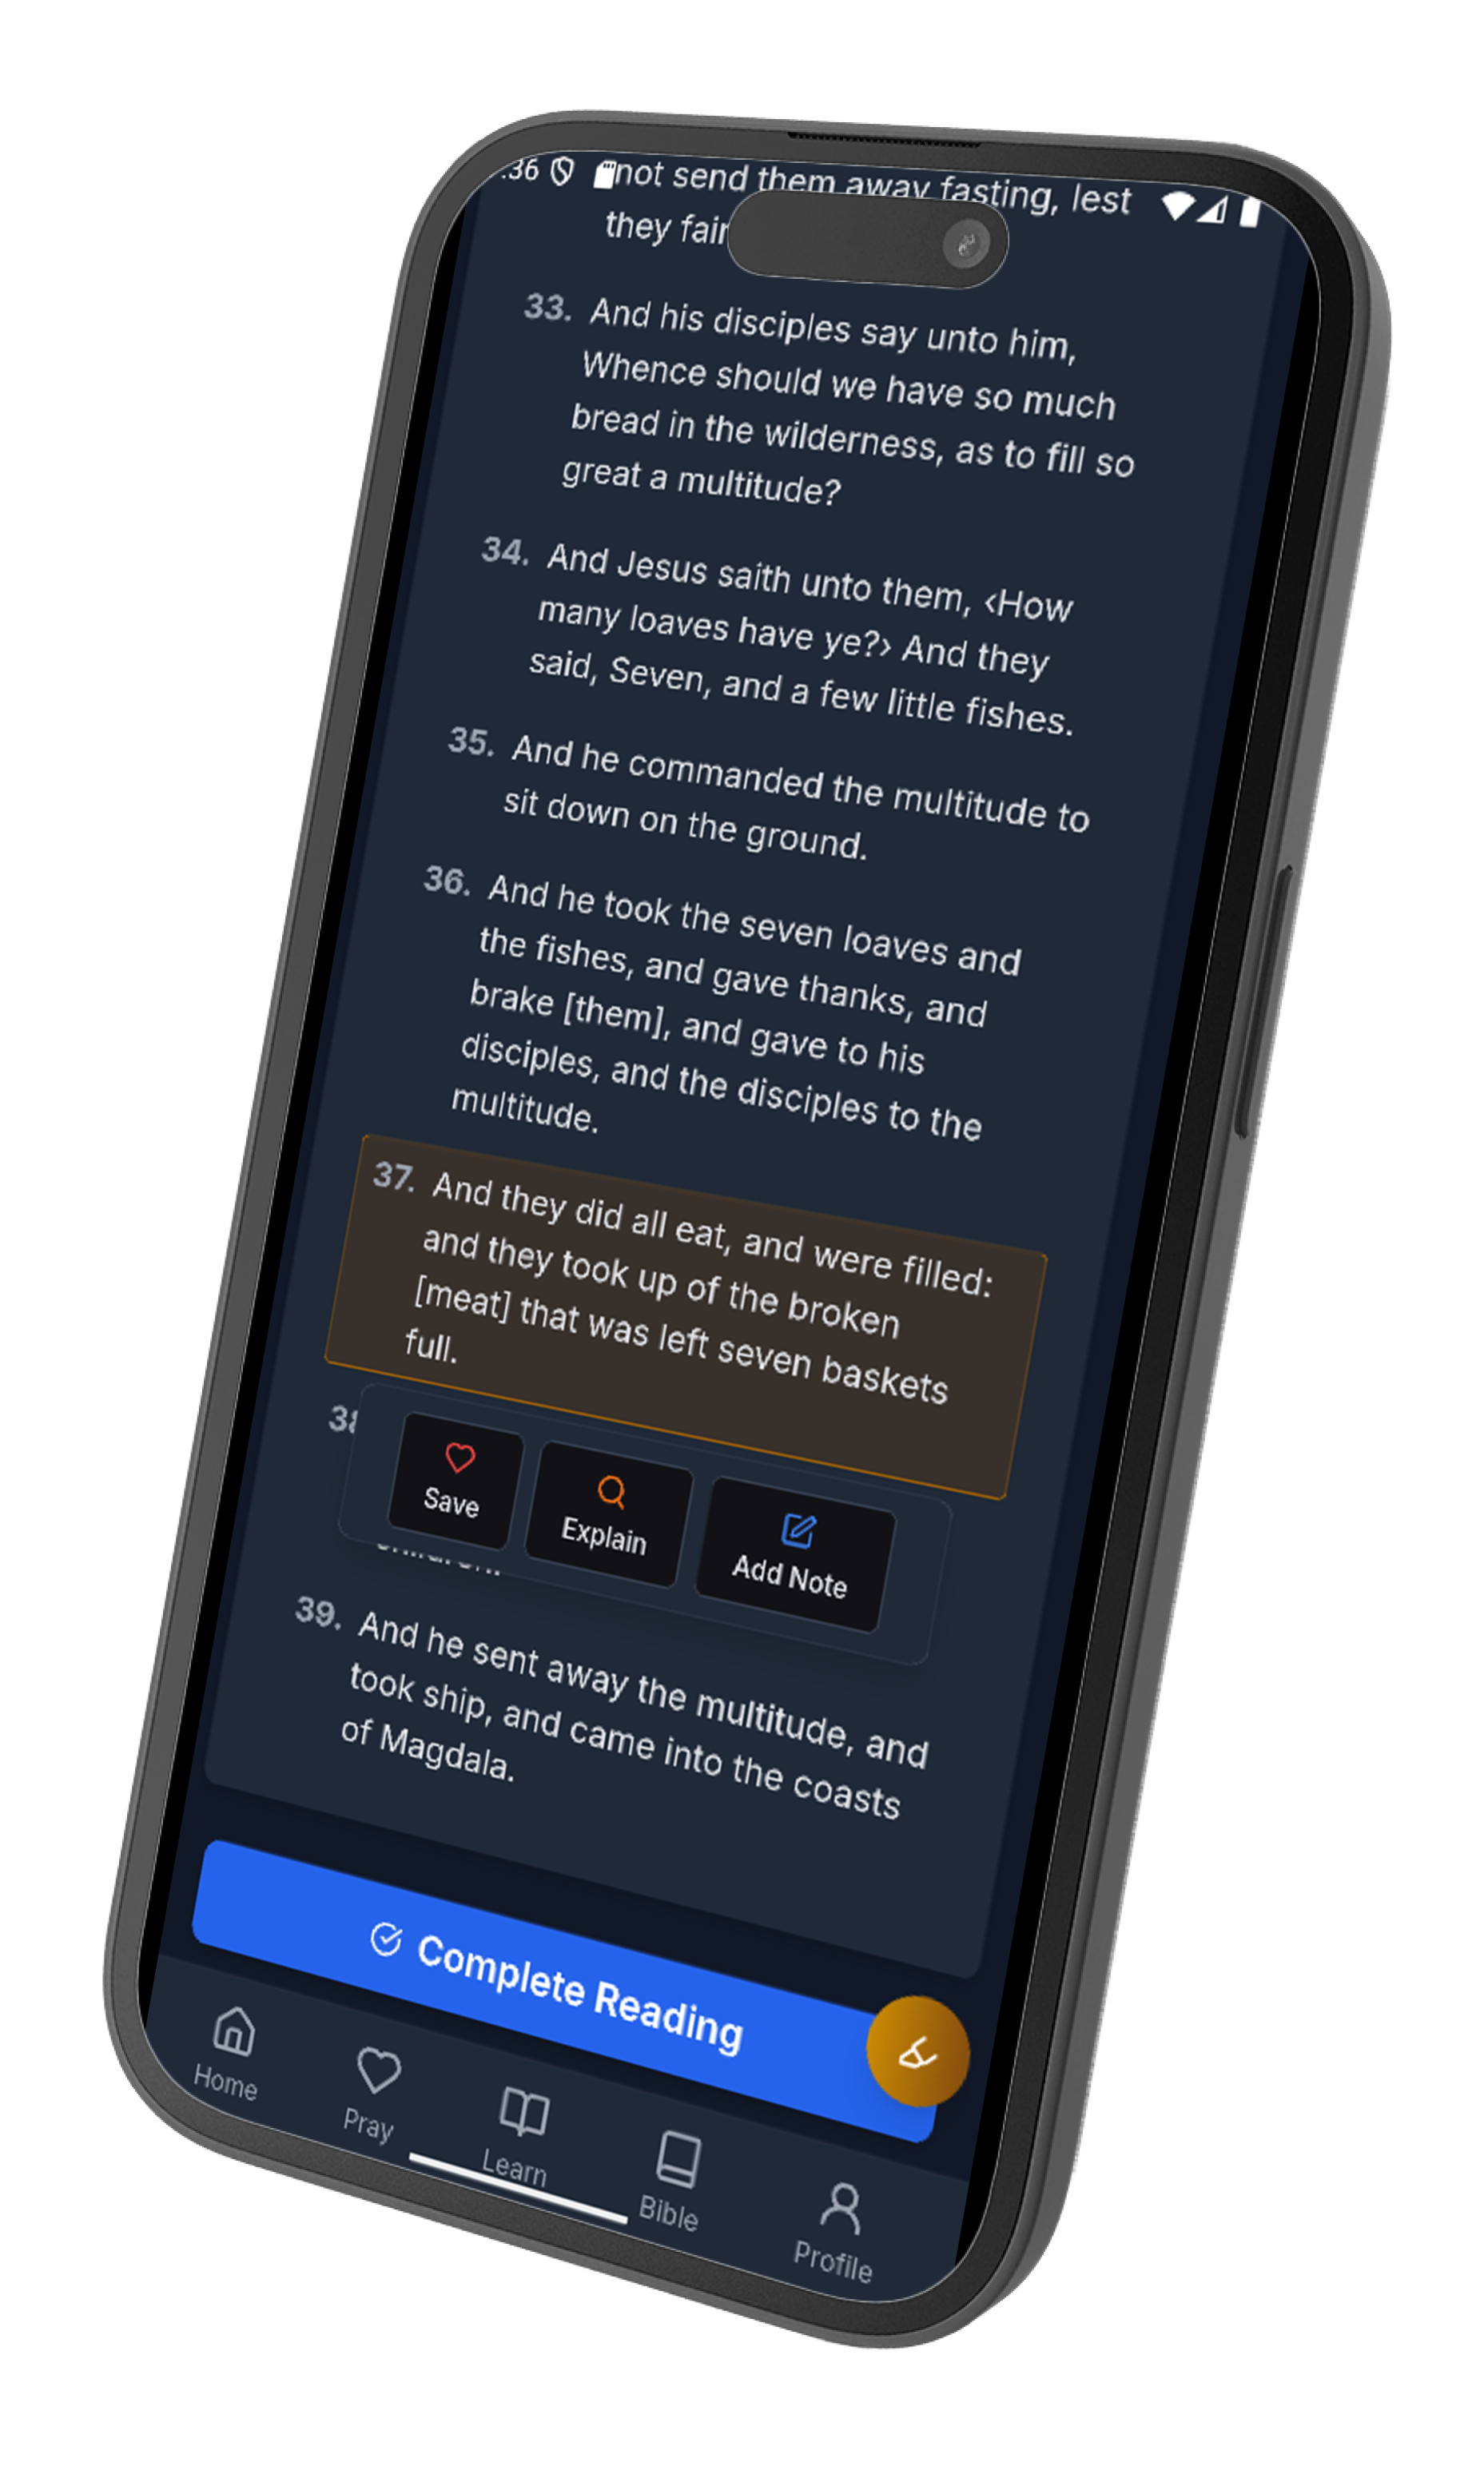 :36 not send them away fasting, lest
they
33. And his disciples say unto him,
Whence should we have so much
bread in the wilderness, as to fill so
great a multitude?
34. And Jesus saith unto them, ‹How
many loaves have ye?› And they
said, Seven, and a few little fishes.
35. And he commanded the multitude to
sit down on the ground.
36. And he took the seven loaves and
the fishes, and gave thanks, and
brake [them], and gave to his
disciples, and the disciples to the
multitude.
37. And they did all eat, and were filled:
and they took up of the broken
[meat] that was left seven baskets
full.
Save
Explain
Add Note
39. And he sent away the multitude, and
took ship, and came into the coasts
of Magdala.
Complete Reading
Home
Pray
Learn
Bible
Profile